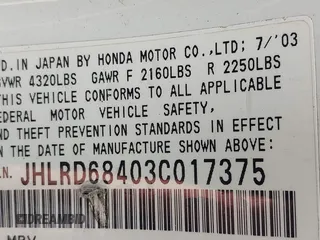 D. IN JAPAN BY HONDA MOTOR CO.,LTD; 7/'03
GVWR 4320LBS GAWR F 2160LBS R 2250LBS
THIS VEHICLE CONFORMS TO ALL APPLICABLE
FEDERAL MOTOR VEHICLE SAFETY,
AND THEFT PREVENTION STANDARDS IN
ON THE DATE OF MANUFACTURE SHOWN ABOVE.
.N. JHLRD68403C017375
DREAMBID
MPV